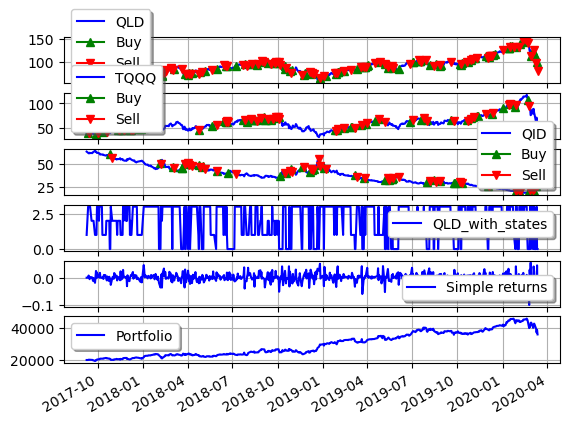 QLD
Buy
Sell
150
100
TQQQ
Buy
Sell
100
50
QID
Buy
Sell
50
25
QLD_with_states
2.5
0.0
Simple returns
0.0
−0.1
Portfolio
40000
20000
2017-10
2018-01
2018-04
2018-07
2018-10
2019-01
2019-04
2019-07
2019-10
2020-01
2020-04